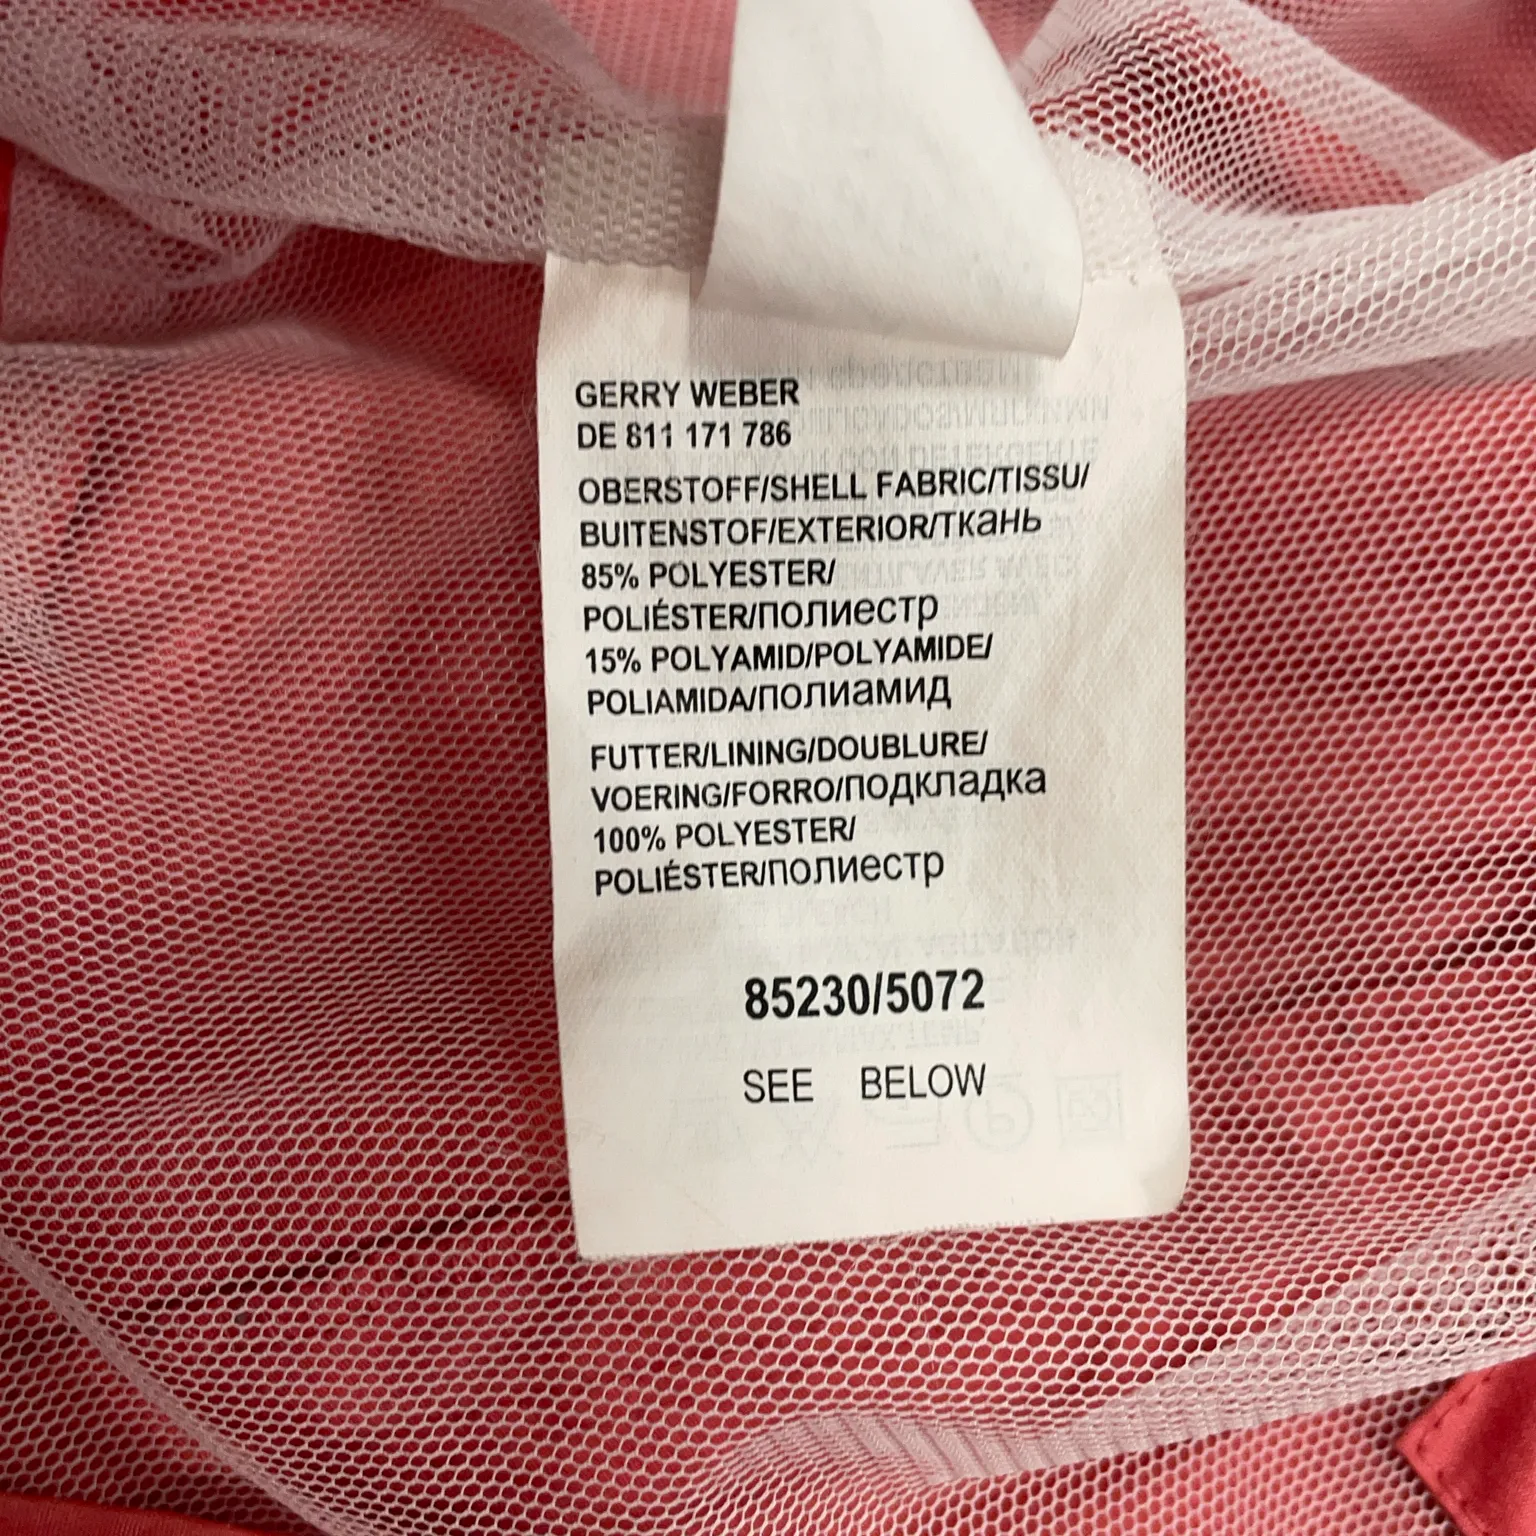 GERRY WEBER
DE 811 171 786
OBERSTOFF/SHELL FABRIC/TISSU/
BUITENSTOF/EXTERIOR/ткань
85% POLYESTER/
POLIÉSTER/полиестр
15% POLYAMID/POLYAMIDE/
POLIAMIDA/полиамид
FUTTER/LINING/DOUBLURE/
VOERING/FORRO/подкладка
100% POLYESTER/
POLIÉSTER/полиестр
85230/5072
SEE BELOW